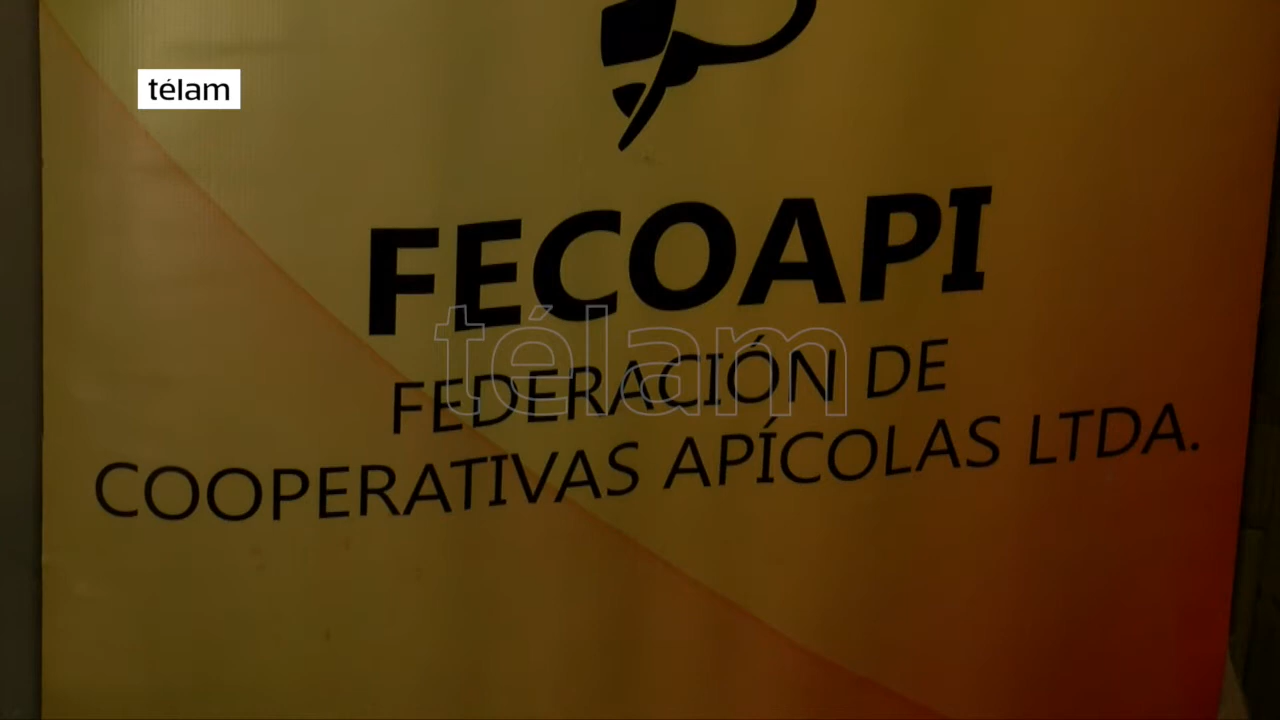 télam
FECOAPI
télam
FEDERACIÓN DE
COOPERATIVAS APÍCOLAS LTDA.